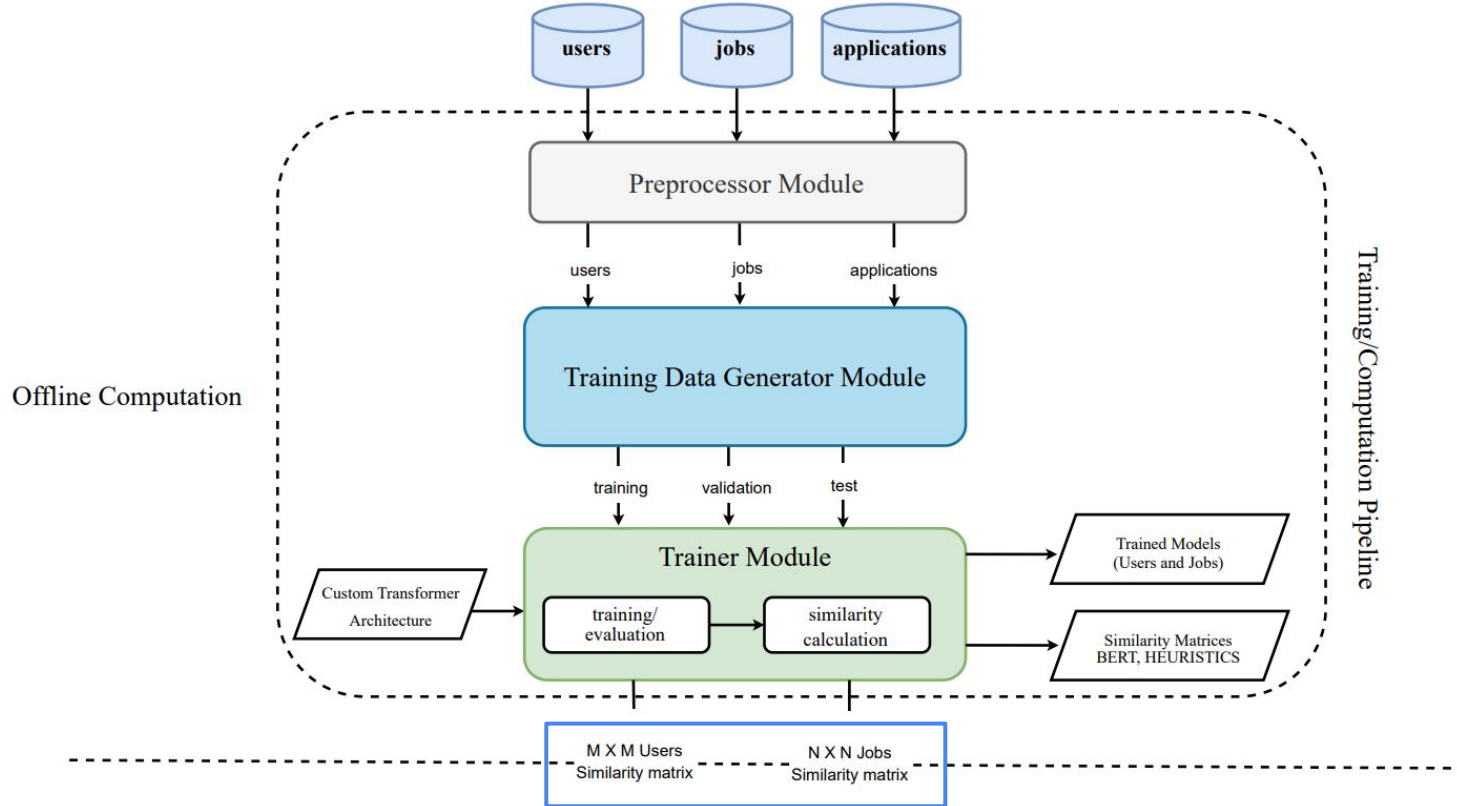 users
jobs
applications
Preprocessor Module
users
jobs
applications
Training Data Generator Module
Offline Computation
Training/Computation Pipeline
training
validation
test
Trainer Module
Custom Transformer
Architecture
training/
evaluation
similarity
calculation
Trained Models
(Users and Jobs)
Similarity Matrices
BERT, HEURISTICS
M X M Users
Similarity matrix
N X N Jobs
Similarity matrix